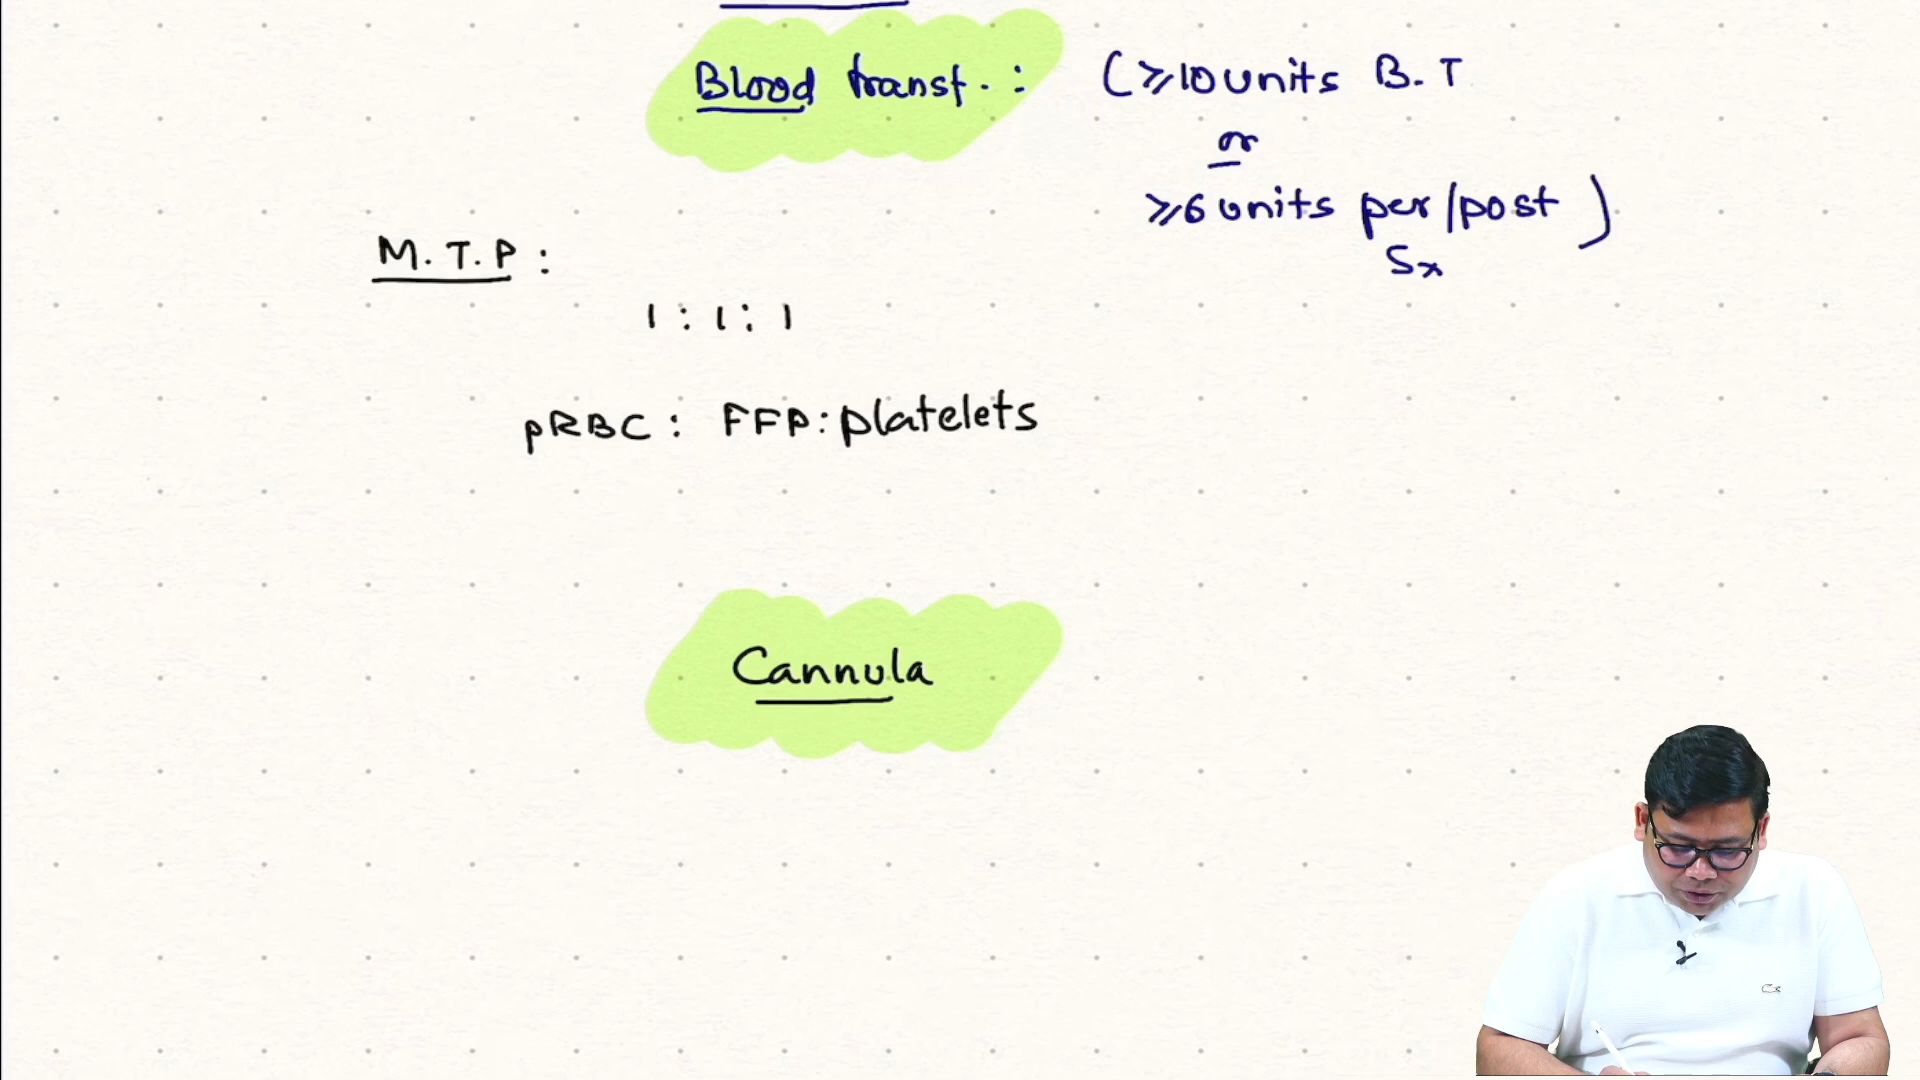 Blood transf. : (≥10 units B.T
or
≥6 units per/post )
Sx
M.T.P :
1 : 1 : 1
pRBC : FFP : platelets
Cannula